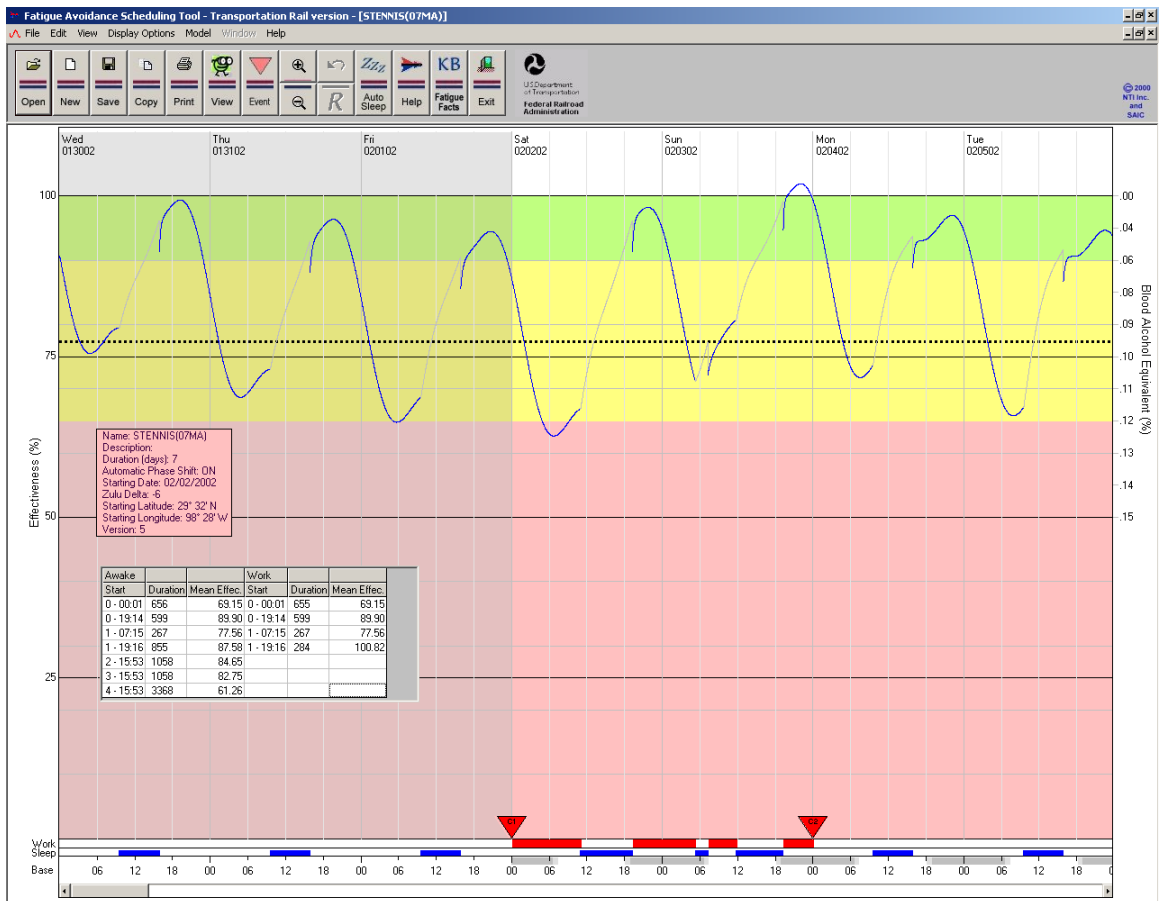 Fatigue Avoidance Scheduling Tool - Transportation Rail version - [STENNIS(07MA)]
File Edit View Display Options Model Window Help
Open New Save Copy Print View Event R Zzz Auto Sleep Help KB Fatigue Facts Exit
U.S. Department
of Transportation
Federal Railroad
Administration
© 2000
NTI Inc.
and
SAIC
Wed Thu Fri Sat Sun Mon Tue
013002 013102 020102 020202 020302 020402 020502
100
75
50
25
Effectiveness (%)
.00
.04
.06
.08
.09
.10
.11
.12
.13
.14
.15
Blood Alcohol Equivalent (%)
Name: STENNIS(07MA)
Description:
Duration (days): 7
Automatic Phase Shift: ON
Starting Date: 02/02/2002
Zulu Delta: -6
Starting Latitude: 29° 32' N
Starting Longitude: 98° 28' W
Version: 5
Awake Work
Start Duration Mean Effec. Start Duration Mean Effec.
0 - 00:01 656 69.15 0 - 00:01 655 69.15
0 - 19:14 599 89.90 0 - 19:14 599 89.90
1 - 07:15 267 77.56 1 - 07:15 267 77.56
1 - 19:16 855 87.58 1 - 19:16 284 100.82
2 - 15:53 1058 84.65
3 - 15:53 1058 82.75
4 - 15:53 3368 61.26
C1 C2
Work
Sleep
Base 06 12 18 00 06 12 18 00 06 12 18 00 06 12 18 00 06 12 18 00 06 12 18 00 06 12 18 0